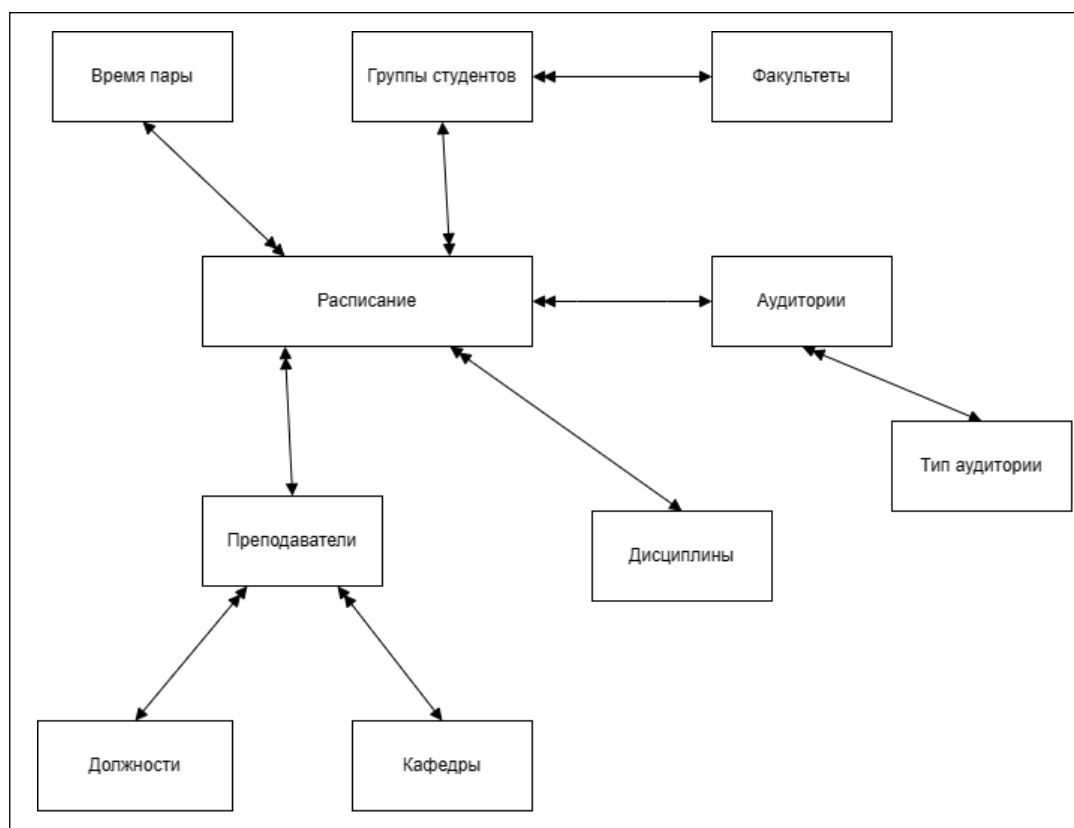 Время пары
Группы студентов
Факультеты
Расписание
Аудитории
Тип аудитории
Преподаватели
Дисциплины
Должности
Кафедры